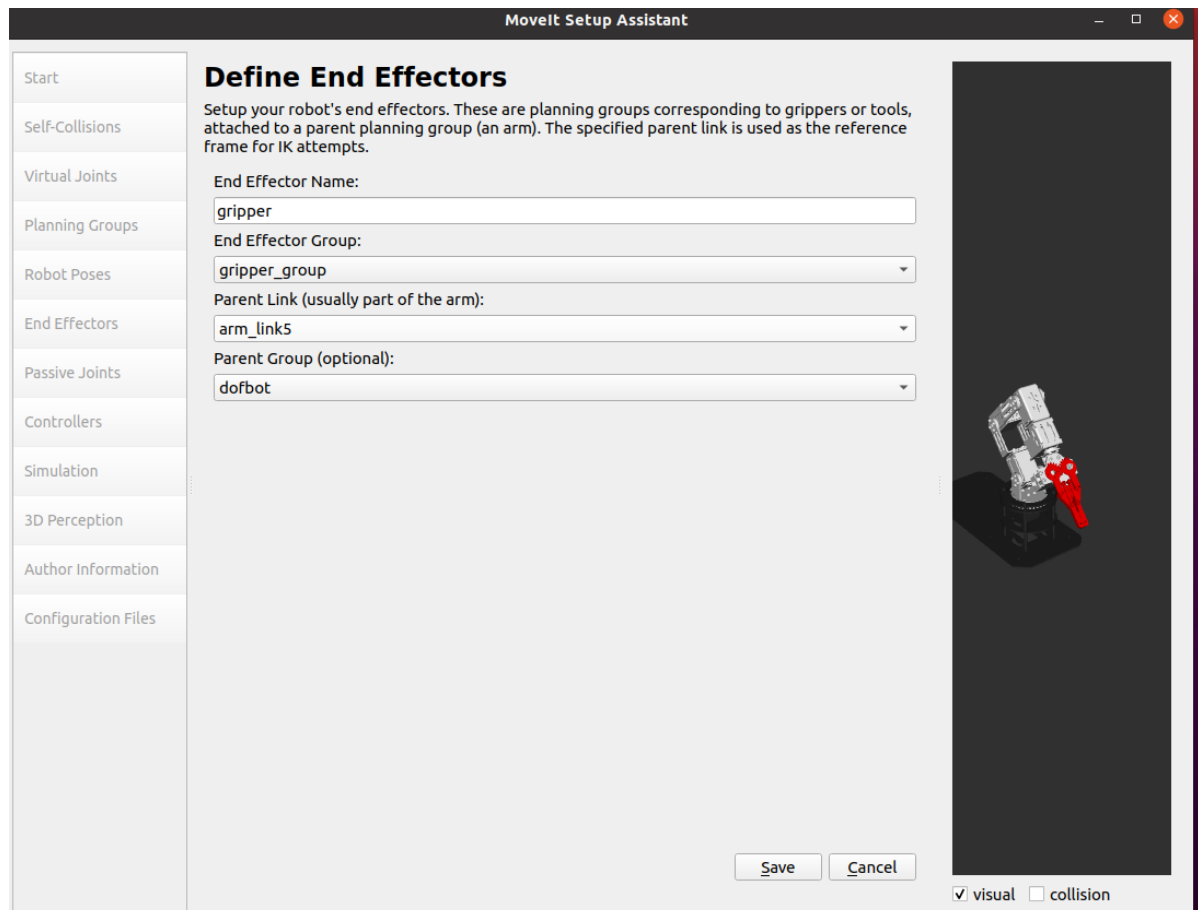 MoveIt Setup Assistant
Start
Self-Collisions
Virtual Joints
Planning Groups
Robot Poses
End Effectors
Passive Joints
Controllers
Simulation
3D Perception
Author Information
Configuration Files
Define End Effectors
Setup your robot's end effectors. These are planning groups corresponding to grippers or tools,
attached to a parent planning group (an arm). The specified parent link is used as the reference
frame for IK attempts.
End Effector Name:
gripper
End Effector Group:
gripper_group
Parent Link (usually part of the arm):
arm_link5
Parent Group (optional):
dofbot
Save
Cancel
visual
collision